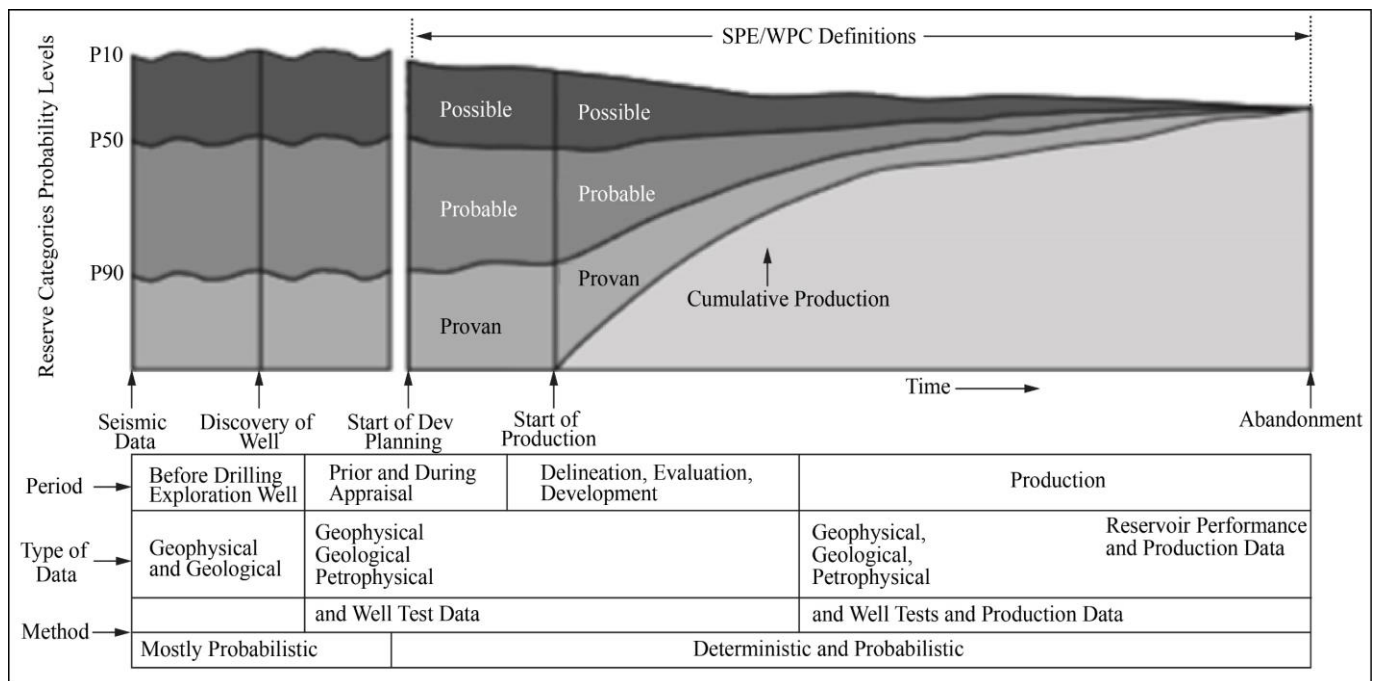 SPE/WPC Definitions
Reserve Categories Probability Levels
P10
P50
P90
Possible
Possible
Probable
Probable
Provan
Provan
Cumulative Production
Time
Seismic
Data
Discovery of
Well
Start of Dev
Planning
Start of
Production
Abandonment
Period
Before Drilling
Exploration Well
Prior and During
Appraisal
Delineation, Evaluation,
Development
Production
Type of
Data
Geophysical
and Geological
Geophysical
Geological
Petrophysical
Geophysical,
Geological,
Petrophysical
Reservoir Performance
and Production Data
and Well Test Data
and Well Tests and Production Data
Method
Mostly Probabilistic
Deterministic and Probabilistic